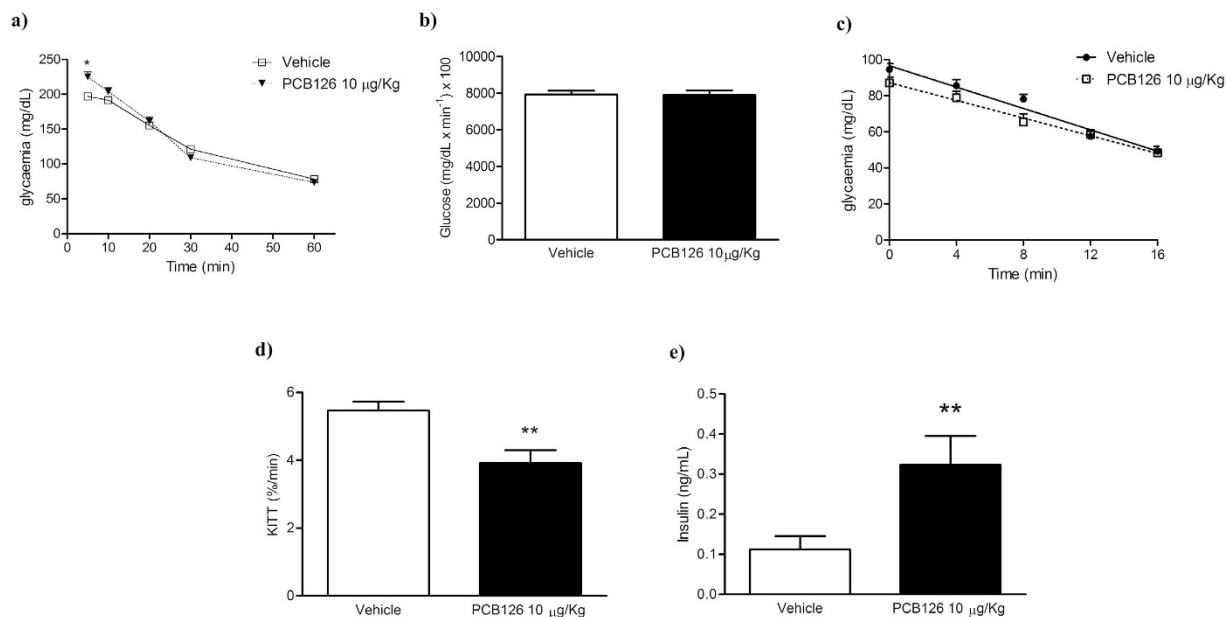 a)
250
200
150
100
50
0
glycaemia (mg/dL)
*
0 10 20 30 40 50 60
Time (min)
Vehicle
PCB126 10 µg/Kg
b)
10000
8000
6000
4000
2000
0
Glucose (mg/dL x min⁻¹) x 100
Vehicle PCB126 10µg/Kg
c)
100
80
60
40
20
0
glycaemia (mg/dL)
0 4 8 12 16
Time (min)
Vehicle
PCB126 10 µg/Kg
d)
6
4
2
0
KITT (%/min)
**
Vehicle PCB126 10 µg/Kg
e)
0.5
0.4
0.3
0.2
0.1
0.0
Insulin (ng/mL)
**
Vehicle PCB126 10 µg/Kg